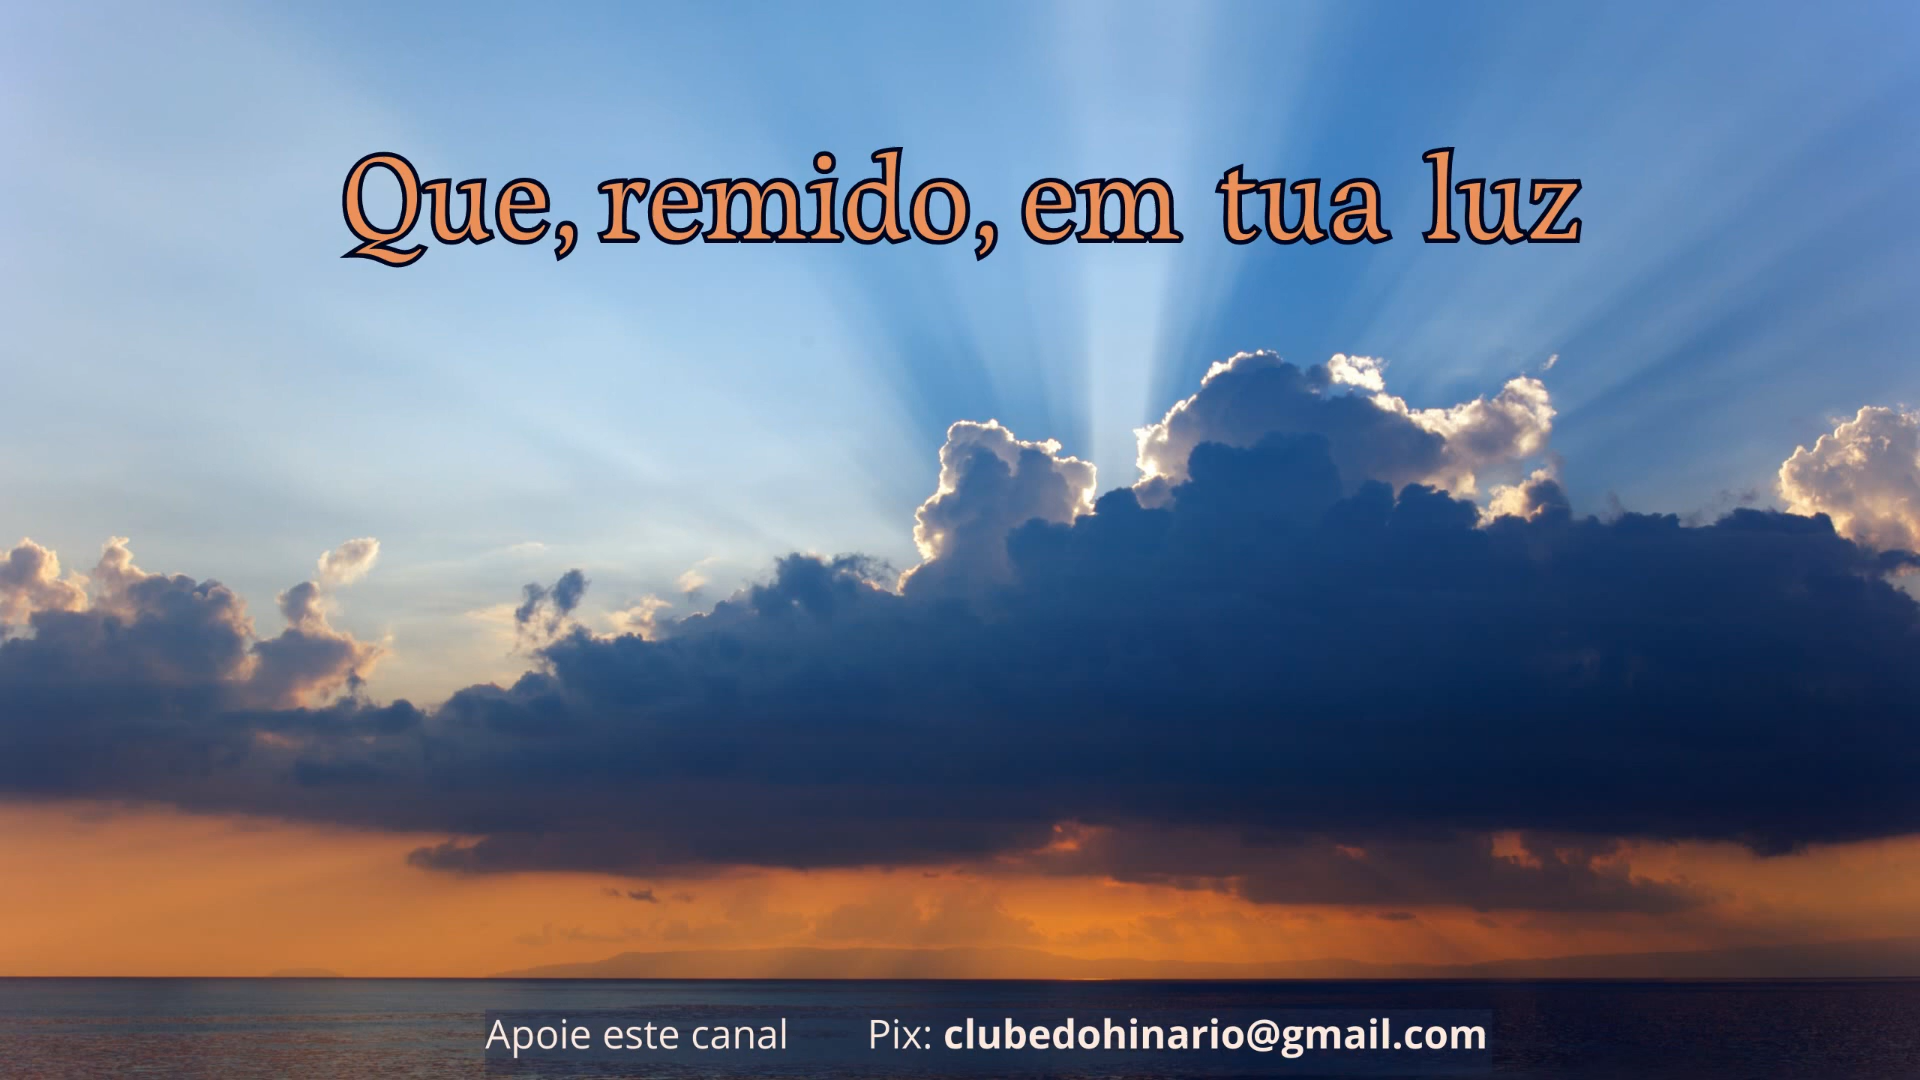 Que, remido, em tua luz
Apoie este canal Pix: clubedohinario@gmail.com